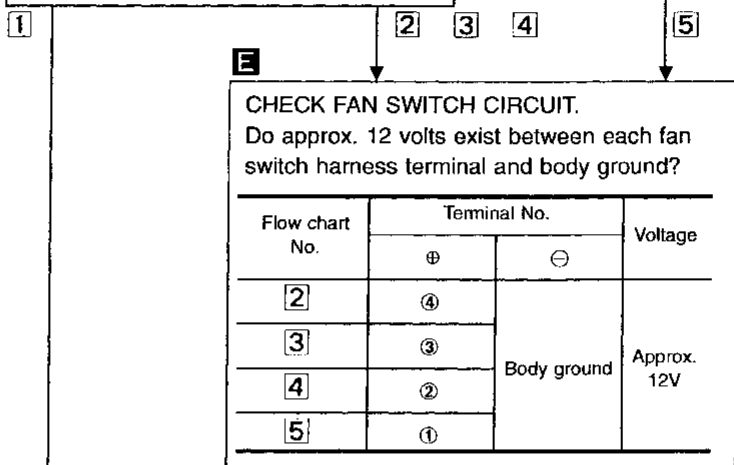 1 2 3 4 5
E
CHECK FAN SWITCH CIRCUIT.
Do approx. 12 volts exist between each fan
switch harness terminal and body ground?
Flow chart No. Terminal No. Voltage
⊕ ⊖
2 ④ Body ground Approx. 12V
3 ③
4 ②
5 ①